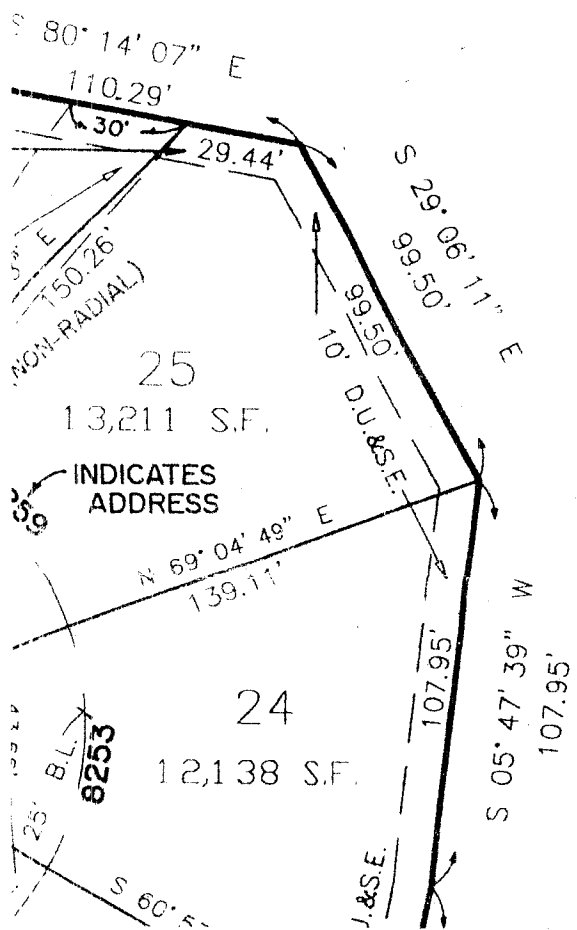 S 80° 14' 07" E
110.29'
30'
29.44'
S 29° 06' 11" E
99.50'
99.50'
E
150.26'
(NON-RADIAL)
10' D.U.&S.E.
25
13,211 S.F.
INDICATES
ADDRESS
N 69° 04' 49" E
139.11'
24
12,138 S.F.
107.95'
S 05° 47' 39" W
107.95'
B.L.
8253
25'
S 60°
&S.E.